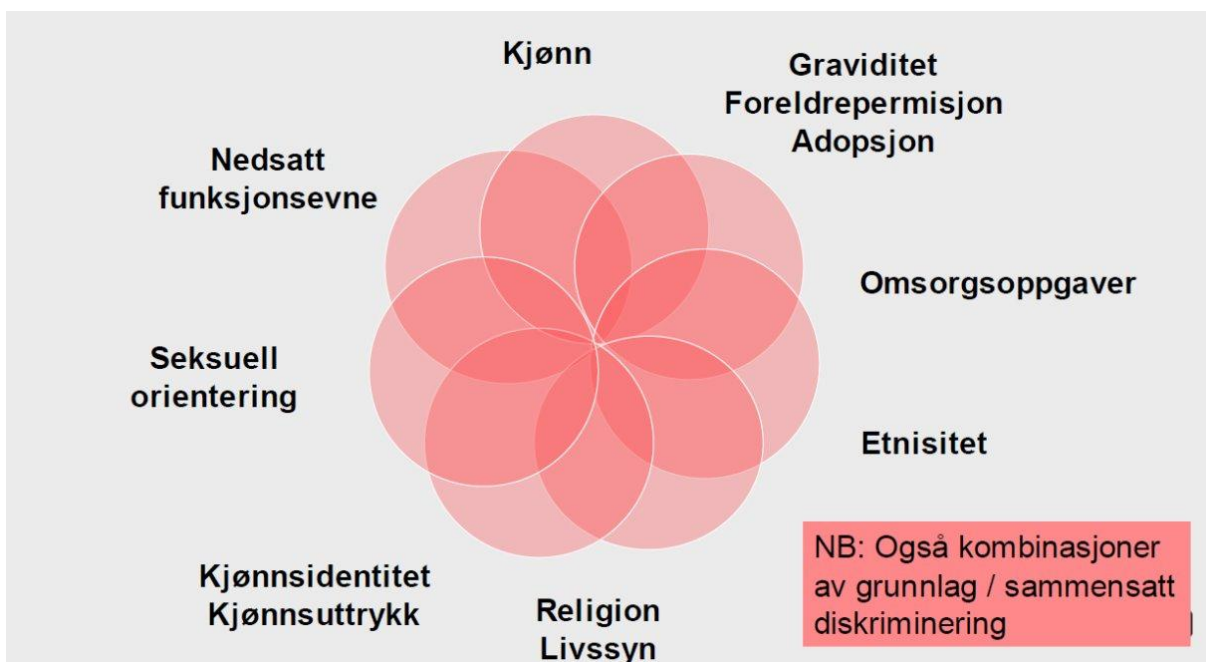 Kjønn
Graviditet
Foreldrepermisjon
Adopsjon
Nedsatt
funksjonsevne
Omsorgsoppgaver
Seksuell
orientering
Etnisitet
Kjønnsidentitet
Kjønnsuttrykk
Religion
Livssyn
NB: Også kombinasjoner
av grunnlag / sammensatt
diskriminering